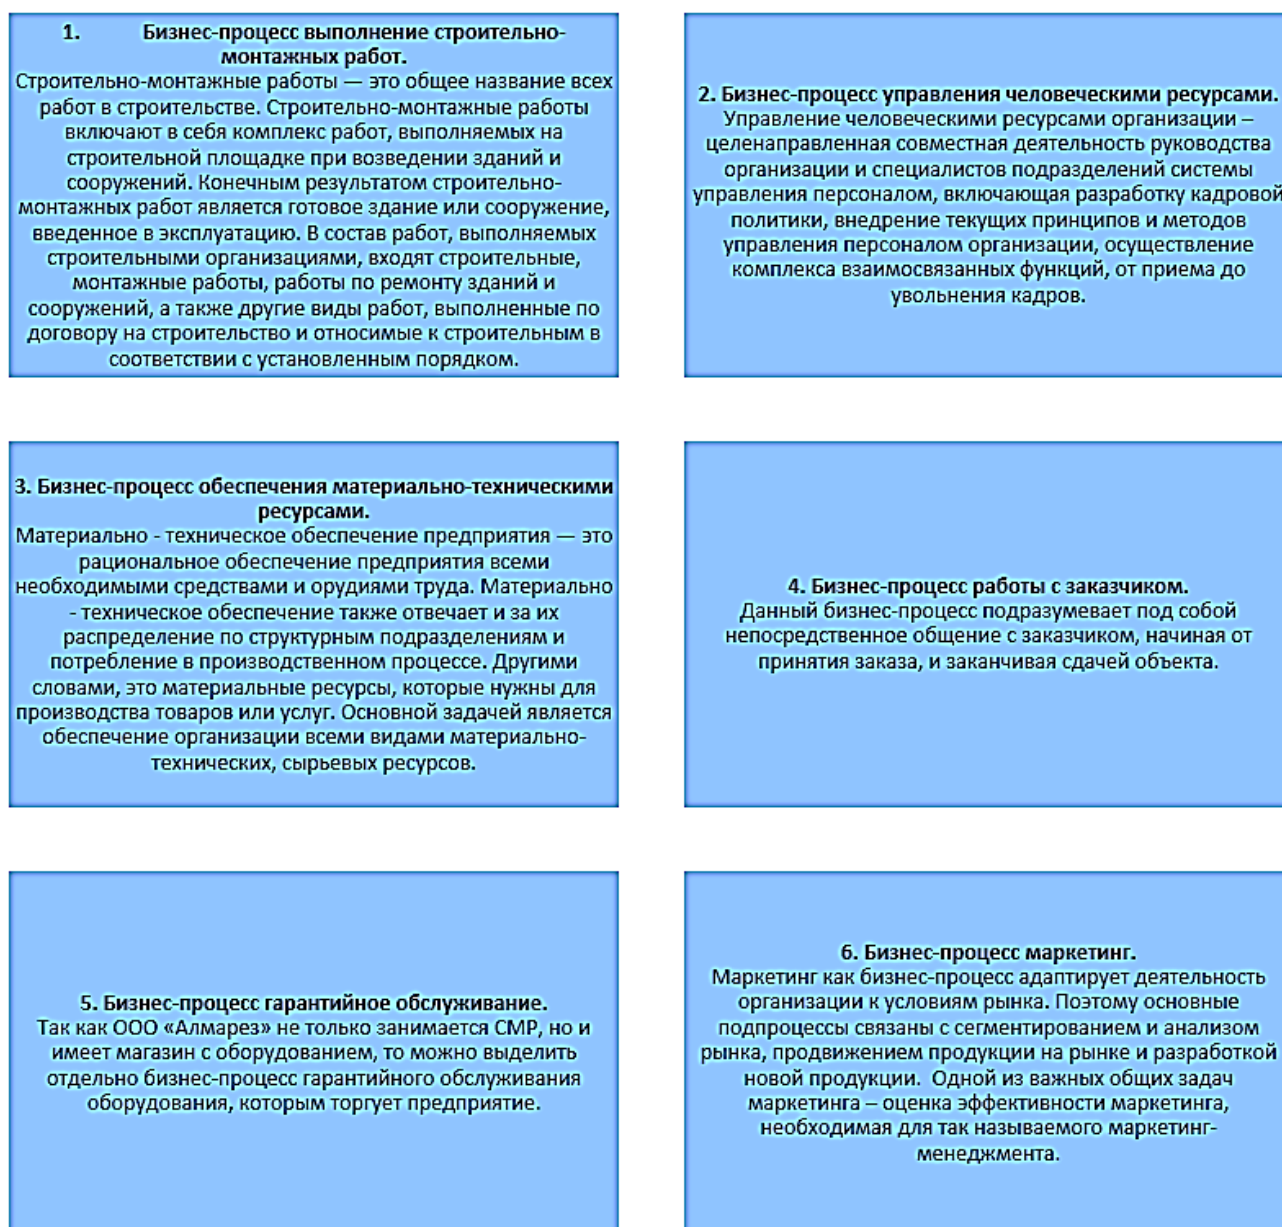 1. Бизнес-процесс выполнение строительно-
монтажных работ.
Строительно-монтажные работы — это общее название всех
работ в строительстве. Строительно-монтажные работы
включают в себя комплекс работ, выполняемых на
строительной площадке при возведении зданий и
сооружений. Конечным результатом строительно-
монтажных работ является готовое здание или сооружение,
введенное в эксплуатацию. В состав работ, выполняемых
строительными организациями, входят строительные,
монтажные работы, работы по ремонту зданий и
сооружений, а также другие виды работ, выполненные по
договору на строительство и относимые к строительным в
соответствии с установленным порядком.
2. Бизнес-процесс управления человеческими ресурсами.
Управление человеческими ресурсами организации –
целенаправленная совместная деятельность руководства
организации и специалистов подразделений системы
управления персоналом, включающая разработку кадровой
политики, внедрение текущих принципов и методов
управления персоналом организации, осуществление
комплекса взаимосвязанных функций, от приема до
увольнения кадров.
3. Бизнес-процесс обеспечения материально-техническими
ресурсами.
Материально - техническое обеспечение предприятия — это
рациональное обеспечение предприятия всеми
необходимыми средствами и орудиями труда. Материально
- техническое обеспечение также отвечает и за их
распределение по структурным подразделениям и
потребление в производственном процессе. Другими
словами, это материальные ресурсы, которые нужны для
производства товаров или услуг. Основной задачей является
обеспечение организации всеми видами материально-
технических, сырьевых ресурсов.
4. Бизнес-процесс работы с заказчиком.
Данный бизнес-процесс подразумевает под собой
непосредственное общение с заказчиком, начиная от
принятия заказа, и заканчивая сдачей объекта.
5. Бизнес-процесс гарантийное обслуживание.
Так как ООО «Алмарез» не только занимается СМР, но и
имеет магазин с оборудованием, то можно выделить
отдельно бизнес-процесс гарантийного обслуживания
оборудования, которым торгует предприятие.
6. Бизнес-процесс маркетинг.
Маркетинг как бизнес-процесс адаптирует деятельность
организации к условиям рынка. Поэтому основные
подпроцессы связаны с сегментированием и анализом
рынка, продвижением продукции на рынке и разработкой
новой продукции. Одной из важных общих задач
маркетинга – оценка эффективности маркетинга,
необходимая для так называемого маркетинг-
менеджмента.